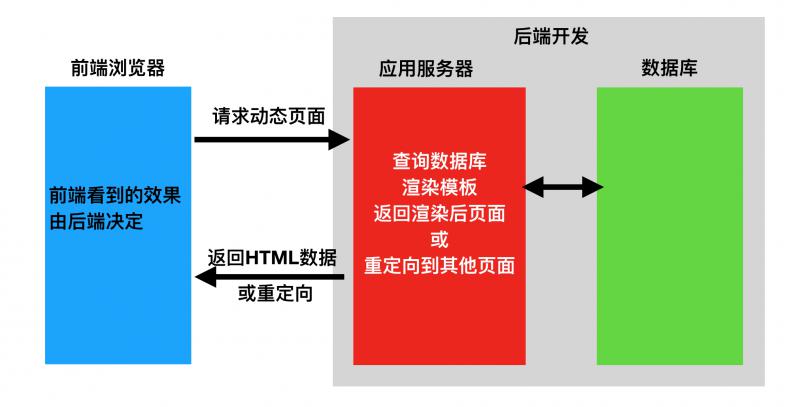 后端开发
前端浏览器
应用服务器
数据库
请求动态页面
前端看到的效果
由后端决定
查询数据库
渲染模板
返回渲染后页面
或
重定向到其他页面
返回HTML数据
或重定向